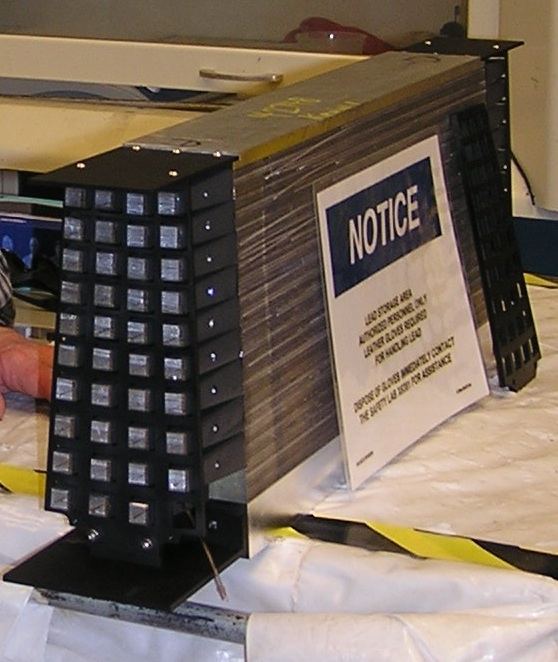 NOTICE
LEAD STORAGE AREA
AUTHORIZED PERSONNEL ONLY
LEATHER GLOVES REQUIRED
FOR HANDLING LEAD
DISPOSE OF GLOVES IMMEDIATELY CONTACT
THE SAFETY LAB FOR ASSISTANCE